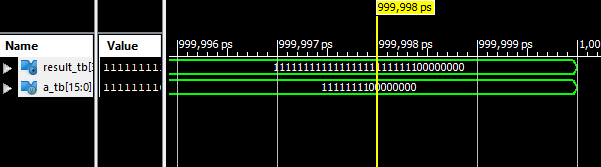 999,998 ps
Name Value 999,996 ps 999,997 ps 999,998 ps 999,999 ps 1,00
result_tb[ 111111111 11111111111111111111111100000000
a_tb[15:0] 11111111 1111111100000000